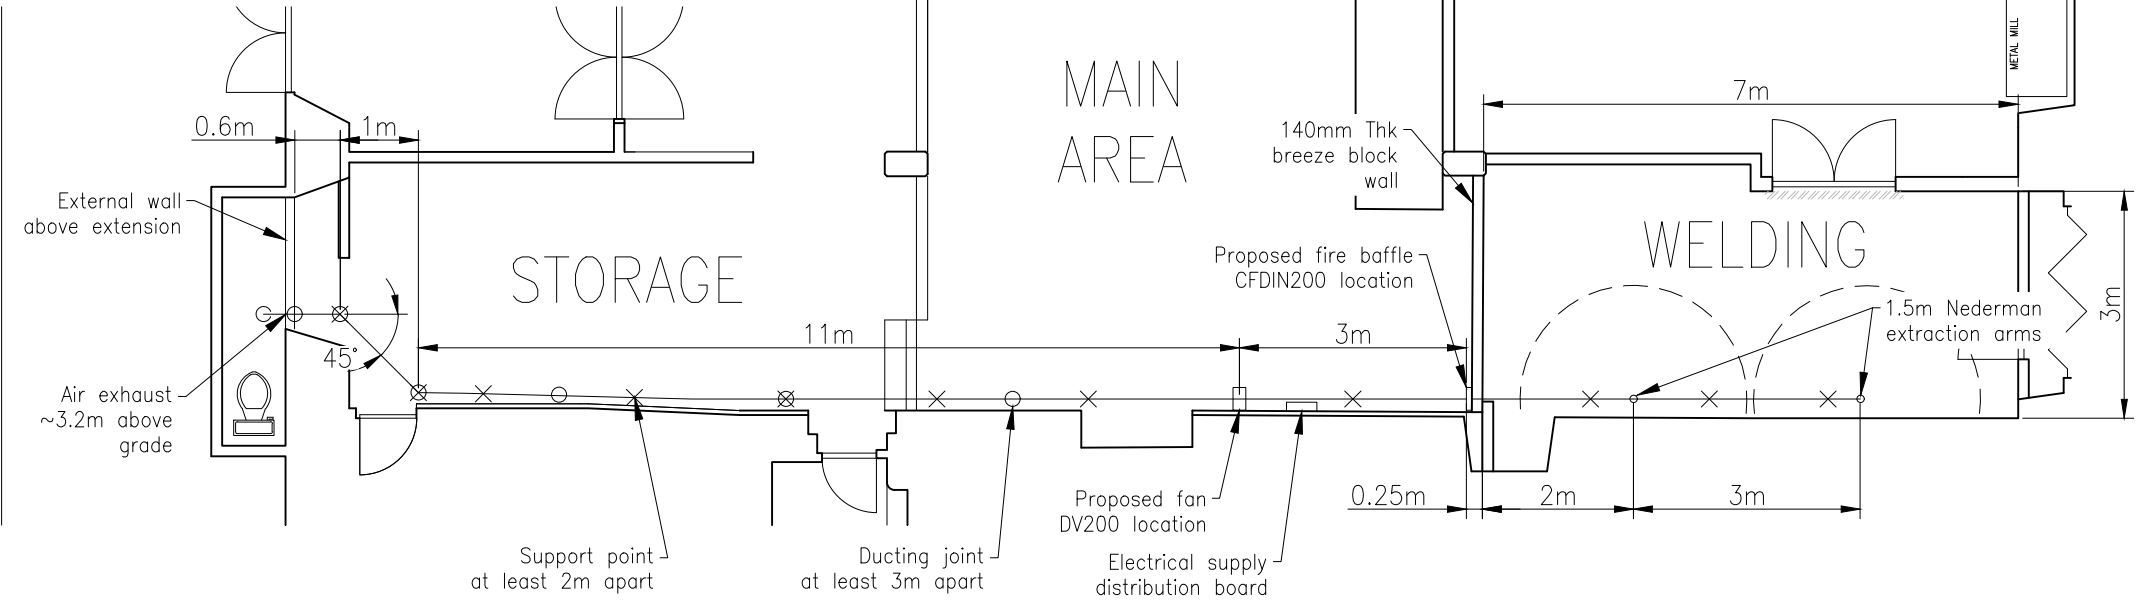 METAL MILL
MAIN
AREA
7m
0.6m
1m
140mm Thk
breeze block
wall
External wall
above extension
STORAGE
Proposed fire baffle
CFDIN200 location
WELDING
1.5m Nederman
extraction arms
3m
45°
11m
3m
Air exhaust
~3.2m above
grade
Proposed fan
DV200 location
0.25m
2m
3m
Support point
at least 2m apart
Ducting joint
at least 3m apart
Electrical supply
distribution board